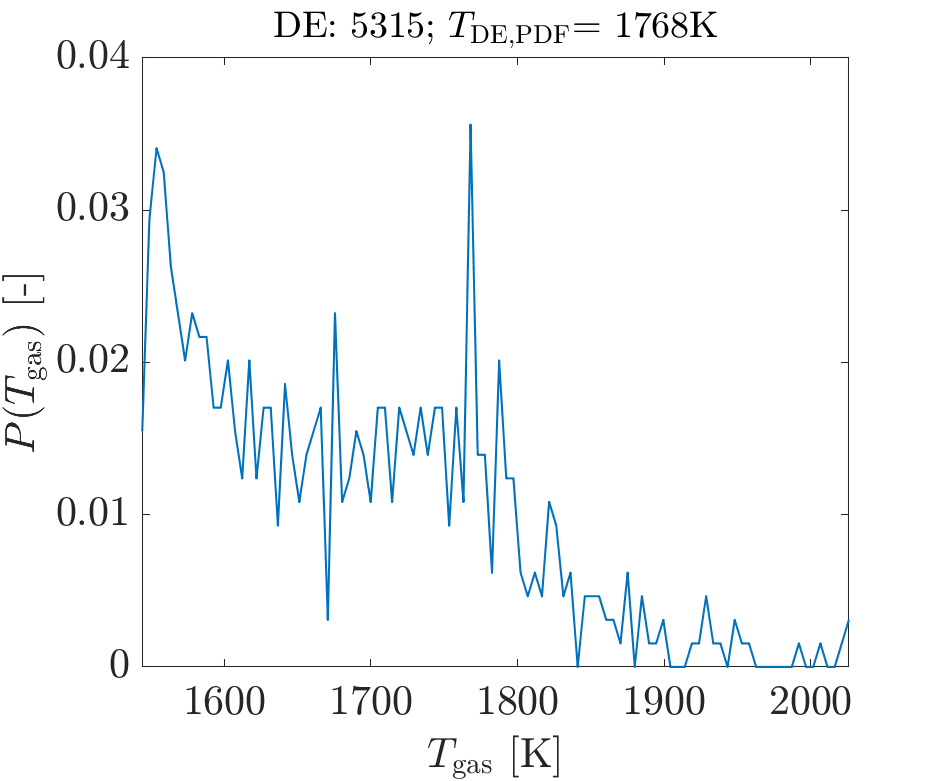 DE: 5315; T_DE,PDF= 1768K
0.04
0.03
0.02
0.01
0
P(T_gas) [-]
1600 1700 1800 1900 2000
T_gas [K]